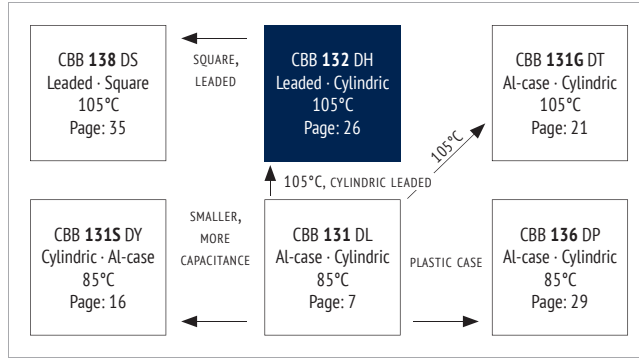 CBB 138 DS
Leaded · Square
105°C
Page: 35
SQUARE,
LEADED
CBB 132 DH
Leaded · Cylindric
105°C
Page: 26
CBB 131G DT
Al-case · Cylindric
105°C
Page: 21
105°C
105°C, CYLINDRIC LEADED
CBB 131S DY
Cylindric · Al-case
85°C
Page: 16
SMALLER,
MORE
CAPACITANCE
CBB 131 DL
Al-case · Cylindric
85°C
Page: 7
PLASTIC CASE
CBB 136 DP
Al-case · Cylindric
85°C
Page: 29